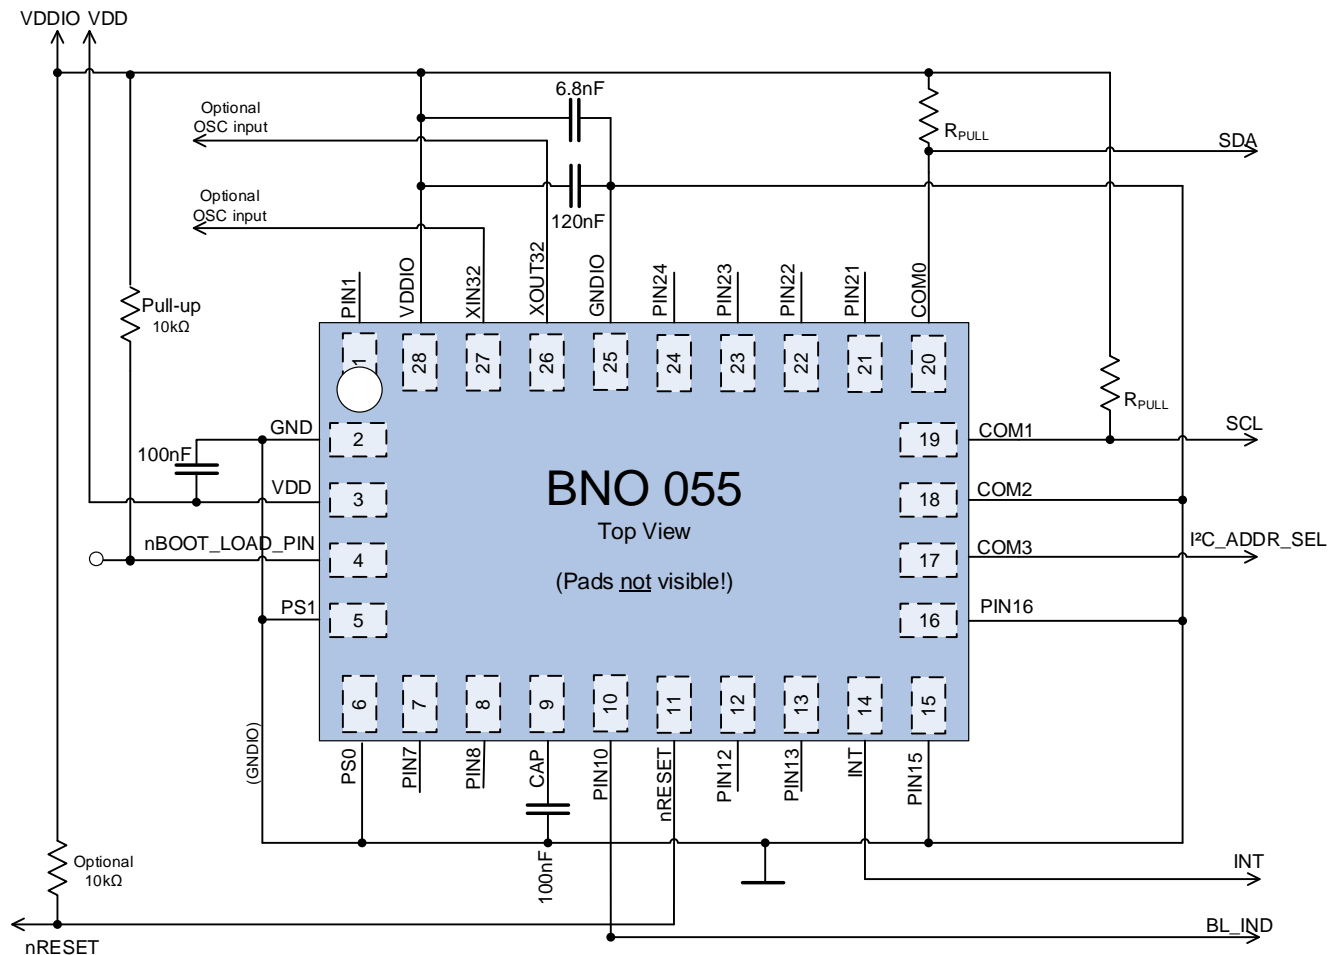 VDDIO VDD
6.8nF
Optional
OSC input
R_PULL
SDA
Optional
OSC input
120nF
PIN1
VDDIO
XIN32
XOUT32
GNDIO
PIN24
PIN23
PIN22
PIN21
COM0
Pull-up
10kΩ
1
28
27
26
25
24
23
22
21
20
R_PULL
GND
2
19
COM1
SCL
100nF
VDD
3
BNO 055
18
COM2
Top View
nBOOT_LOAD_PIN
4
17
COM3
I²C_ADDR_SEL
(Pads not visible!)
PS1
5
16
PIN16
6
7
8
9
10
11
12
13
14
15
(GNDIO)
PS0
PIN7
PIN8
CAP
PIN10
nRESET
PIN12
PIN13
INT
PIN15
Optional
10kΩ
100nF
INT
BL_IND
nRESET